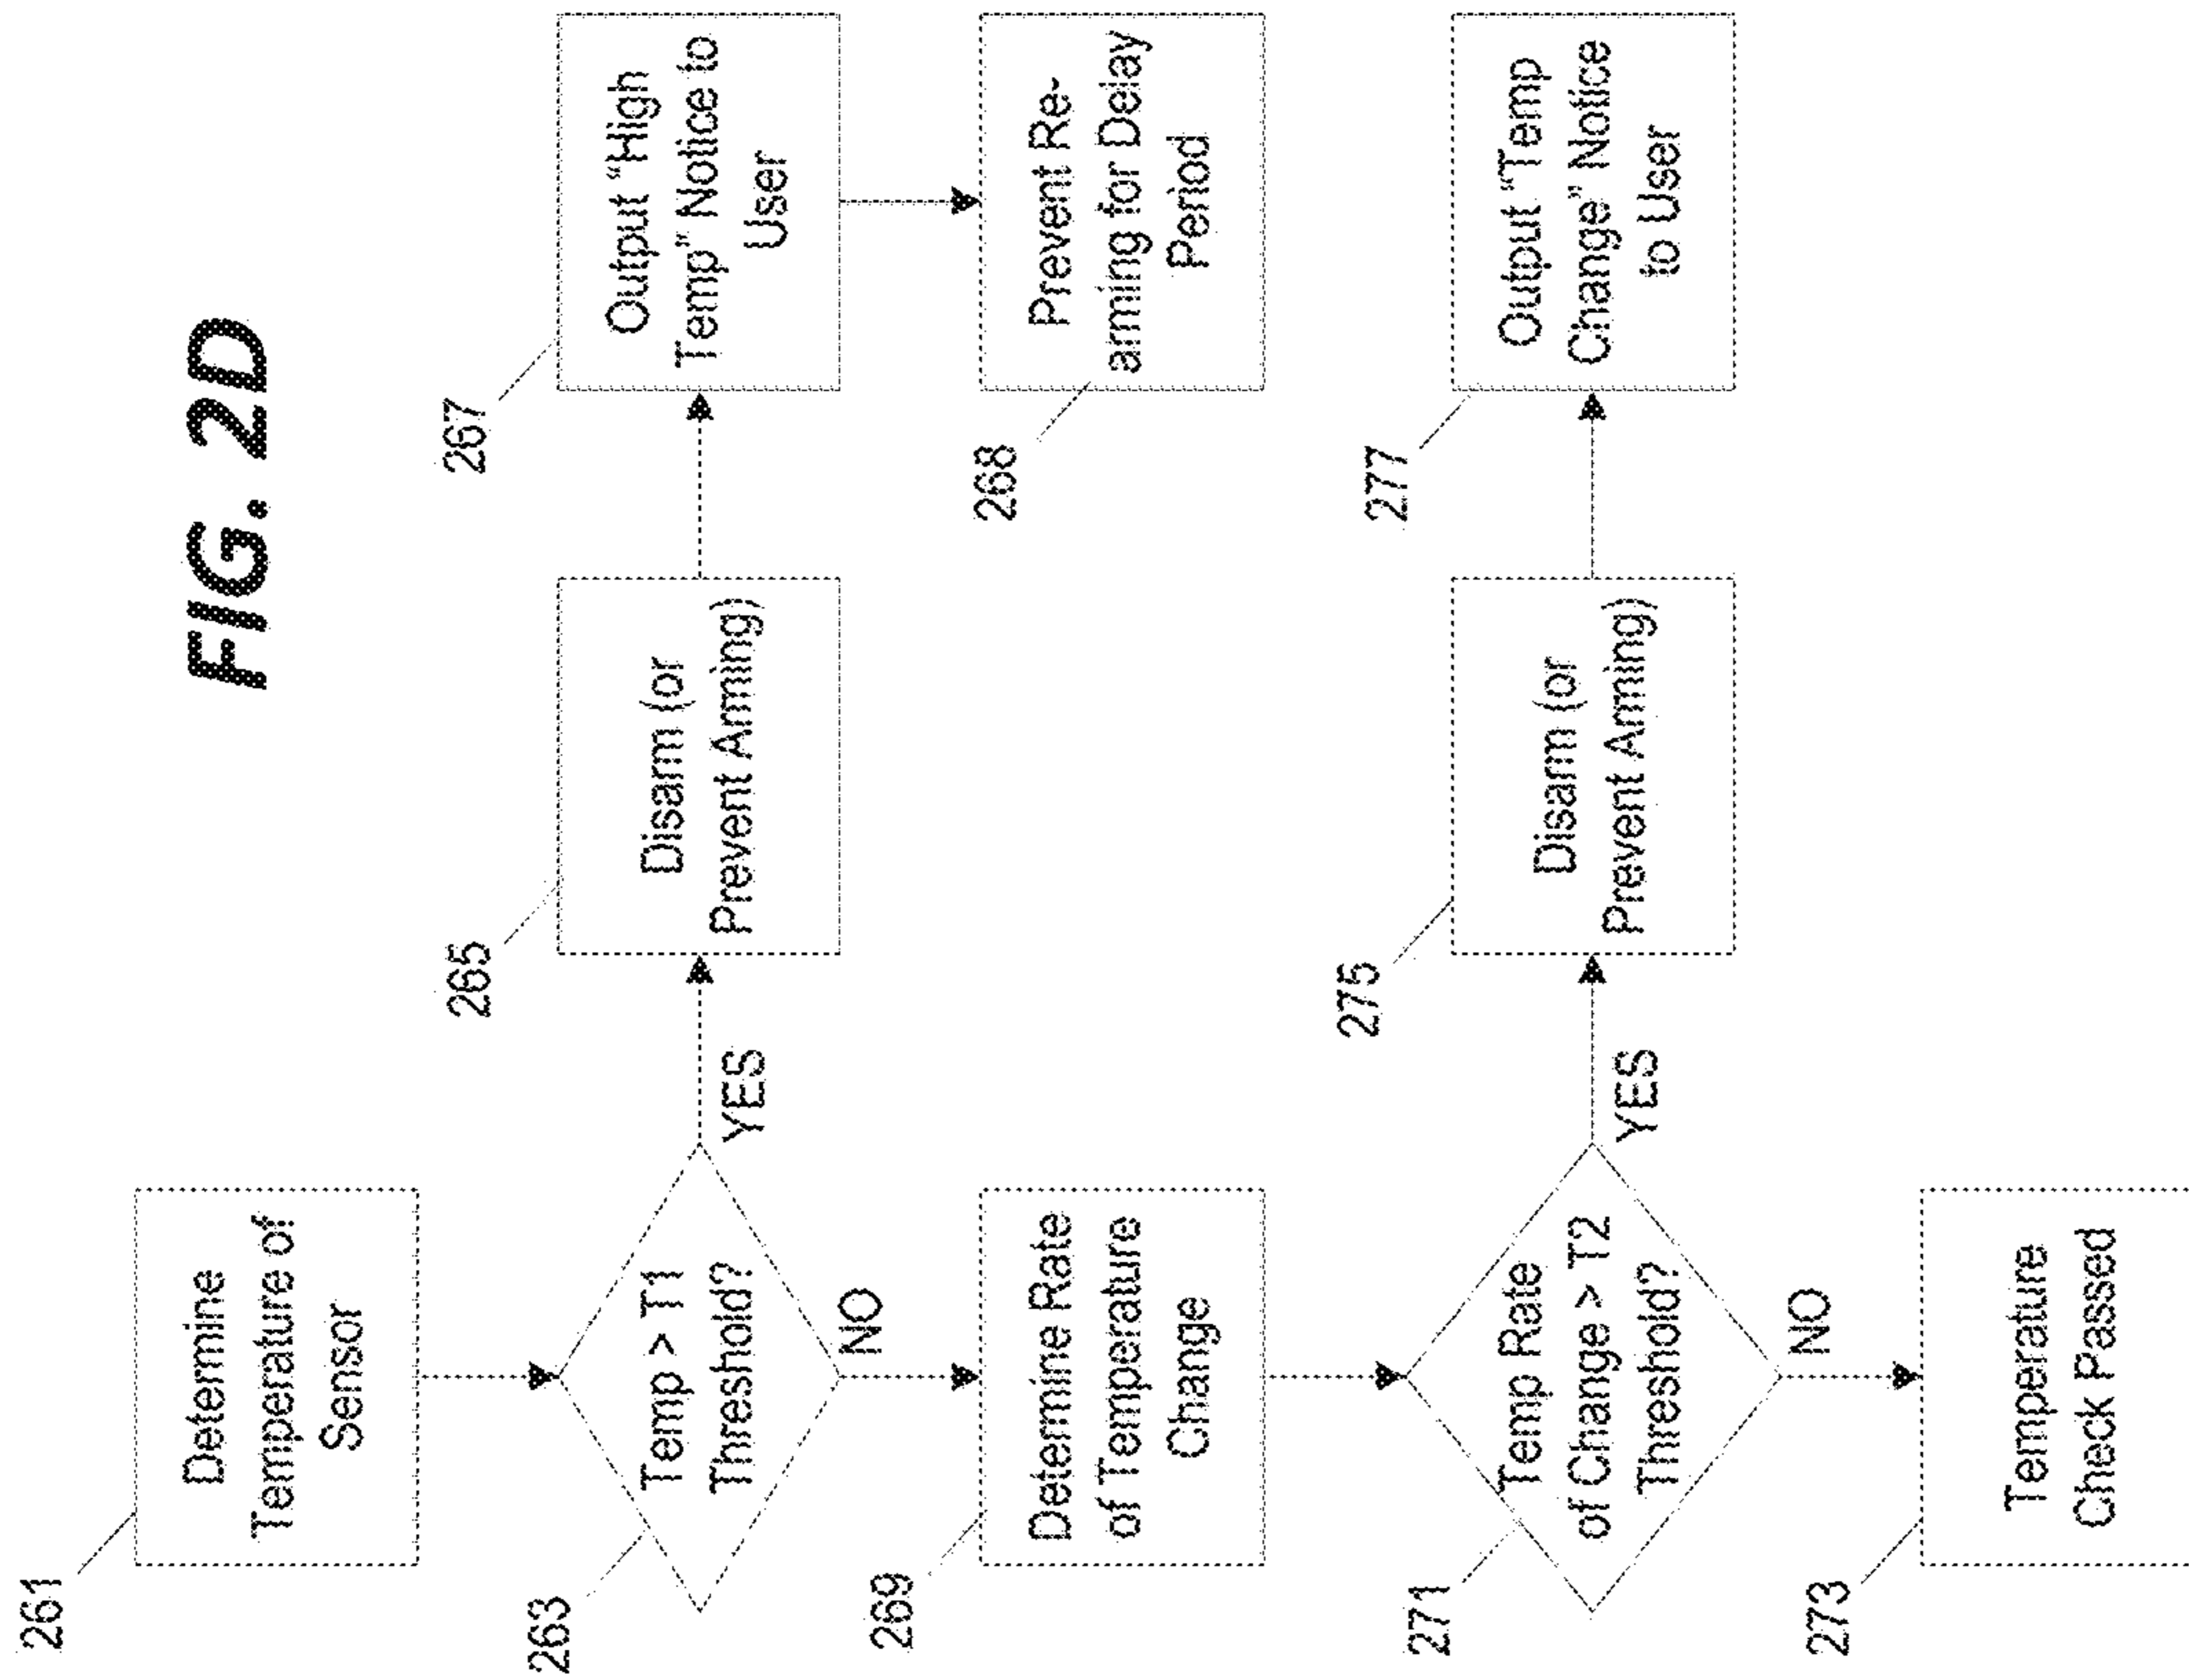 FIG. 2D
261
Determine
Temperature of
Sensor
263
Temp > T1
Threshold?
YES
NO
265
Disarm (or
Prevent Arming)
267
Output "High
Temp" Notice to
User
268
Prevent Re-
arming for Delay
Period
269
Determine Rate
of Temperature
Change
271
Temp Rate
of Change > T2
Threshold?
YES
NO
275
Disarm (or
Prevent Arming)
277
Output "Temp
Change" Notice
to User
273
Temperature
Check Passed